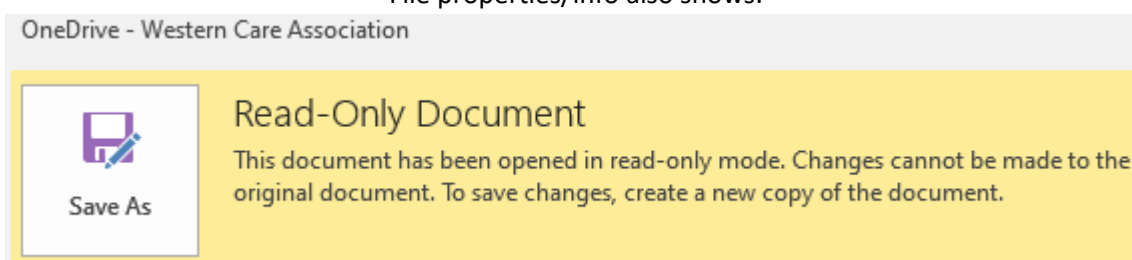 File properties/Info also shows:
OneDrive - Western Care Association
Read-Only Document
This document has been opened in read-only mode. Changes cannot be made to the
original document. To save changes, create a new copy of the document.
Save As